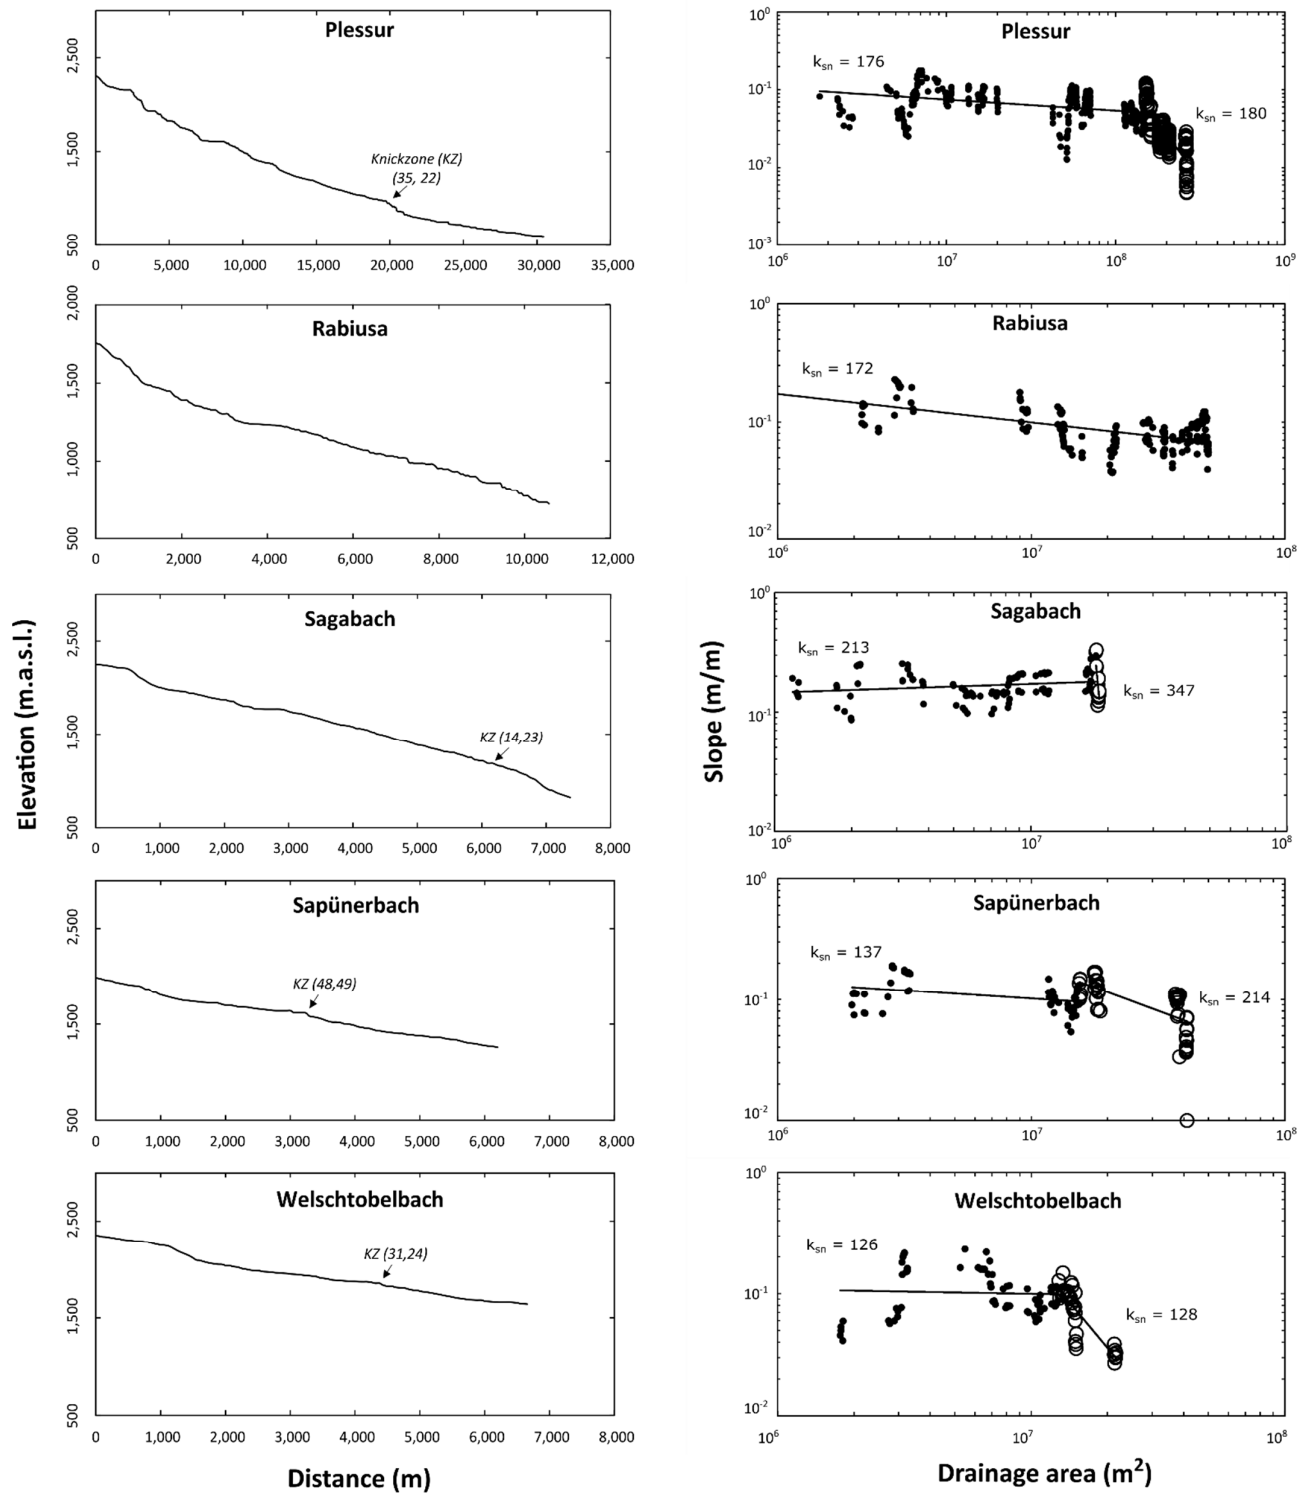 Plessur
2,500
1,500
500
Knickzone (KZ)
(35, 22)
0 5,000 10,000 15,000 20,000 25,000 30,000 35,000
Plessur
10⁰
10⁻¹
10⁻²
10⁻³
kₛₙ = 176
kₛₙ = 180
10⁶ 10⁷ 10⁸ 10⁹
Rabiusa
2,000
1,500
1,000
500
0 2,000 4,000 6,000 8,000 10,000 12,000
Rabiusa
10⁰
10⁻¹
10⁻²
kₛₙ = 172
10⁶ 10⁷ 10⁸
Sagabach
2,500
1,500
500
KZ (14,23)
0 1,000 2,000 3,000 4,000 5,000 6,000 7,000 8,000
Sagabach
10⁰
10⁻¹
10⁻²
kₛₙ = 213
kₛₙ = 347
10⁶ 10⁷ 10⁸
Elevation (m.a.s.l.)
Slope (m/m)
Sapünerbach
2,500
1,500
500
KZ (48,49)
0 1,000 2,000 3,000 4,000 5,000 6,000 7,000 8,000
Sapünerbach
10⁰
10⁻¹
10⁻²
kₛₙ = 137
kₛₙ = 214
10⁶ 10⁷ 10⁸
Welschtobelbach
2,500
1,500
500
KZ (31,24)
0 1,000 2,000 3,000 4,000 5,000 6,000 7,000 8,000
Welschtobelbach
10⁰
10⁻¹
10⁻²
kₛₙ = 126
kₛₙ = 128
10⁶ 10⁷ 10⁸
Distance (m)
Drainage area (m²)